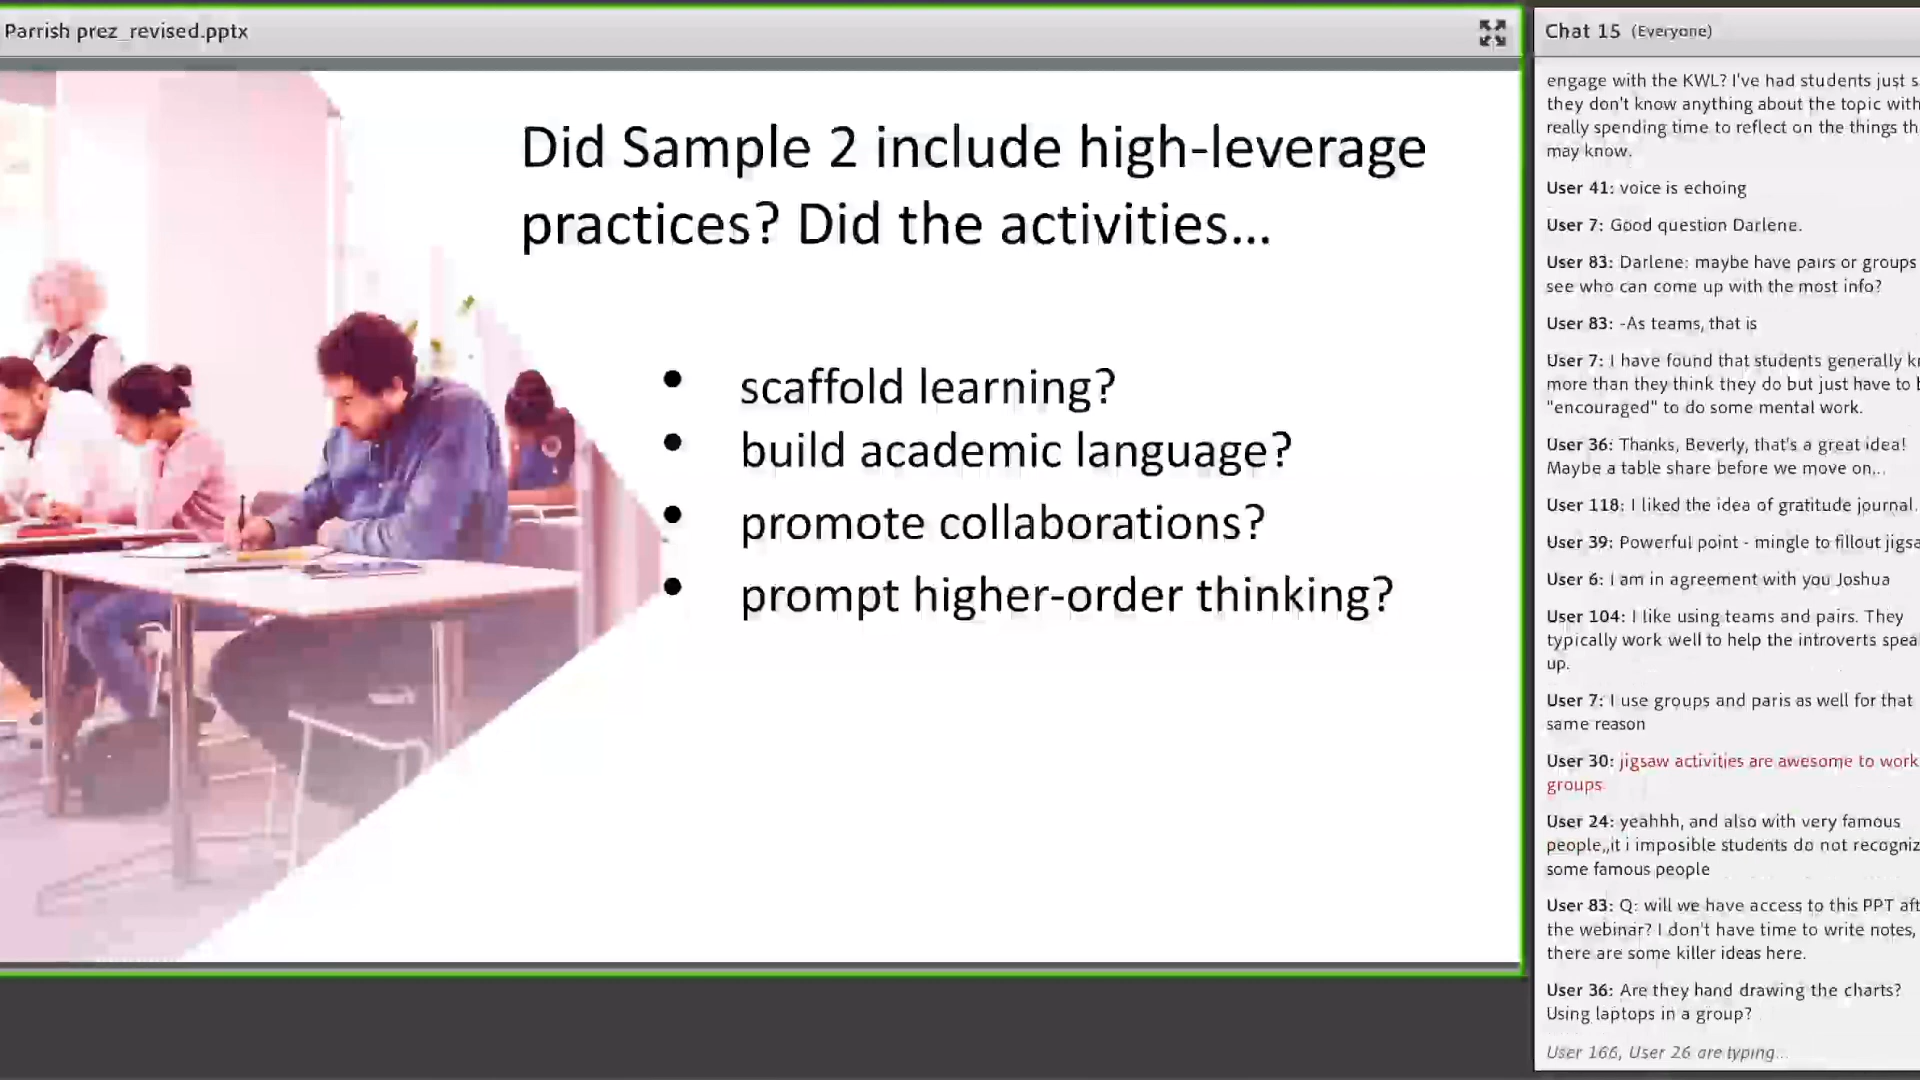 Parrish prez_revised.pptx
Did Sample 2 include high-leverage
practices? Did the activities...
• scaffold learning?
• build academic language?
• promote collaborations?
• prompt higher-order thinking?
Chat 15 (Everyone)
engage with the KWL? I've had students just
they don't know anything about the topic
really spending time to reflect on the things
may know.
User 41: voice is echoing
User 7: Good question Darlene.
User 83: Darlene: maybe have pairs or groups
see who can come up with the most info?
User 83: -As teams, that is
User 7: I have found that students generally
more than they think they do but just have to
"encouraged" to do some mental work.
User 36: Thanks, Beverly, that's a great idea!
Maybe a table share before we move on...
User 118: I liked the idea of gratitude journal.
User 39: Powerful point - mingle to fillout
User 6: I am in agreement with you Joshua
User 104: I like using teams and pairs. They
typically work well to help the introverts
up.
User 7: I use groups and paris as well for that
same reason
User 30: jigsaw activities are awesome to work
groups
User 24: yeahhh, and also with very famous
people,,it i imposible students do not
some famous people
User 83: Q: will we have access to this PPT
the webinar? I don't have time to write notes,
there are some killer ideas here.
User 36: Are they hand drawing the charts?
Using laptops in a group?
User 166, User 26 are typing...